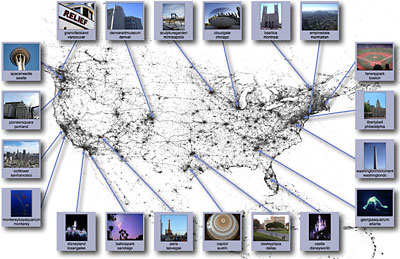 RELIEF
granvilleisland
vancouver
denverartmuseum
denver
sculpturegarden
minneapolis
cloudgate
chicago
basilica
montreal
empirestate
manhattan
spaceneedle
seattle
fenwaypark
boston
pioneersquare
portland
libertybell
philadelphia
coittower
sanfrancisco
washingtonmonument
washingtondc
montereybayaquarium
monterey
georgiaaquarium
atlanta
disneyland
losangeles
ballboapark
sandiego
paris
lasvegas
capitol
austin
dealeyplaza
dallas
castle
disneyworld